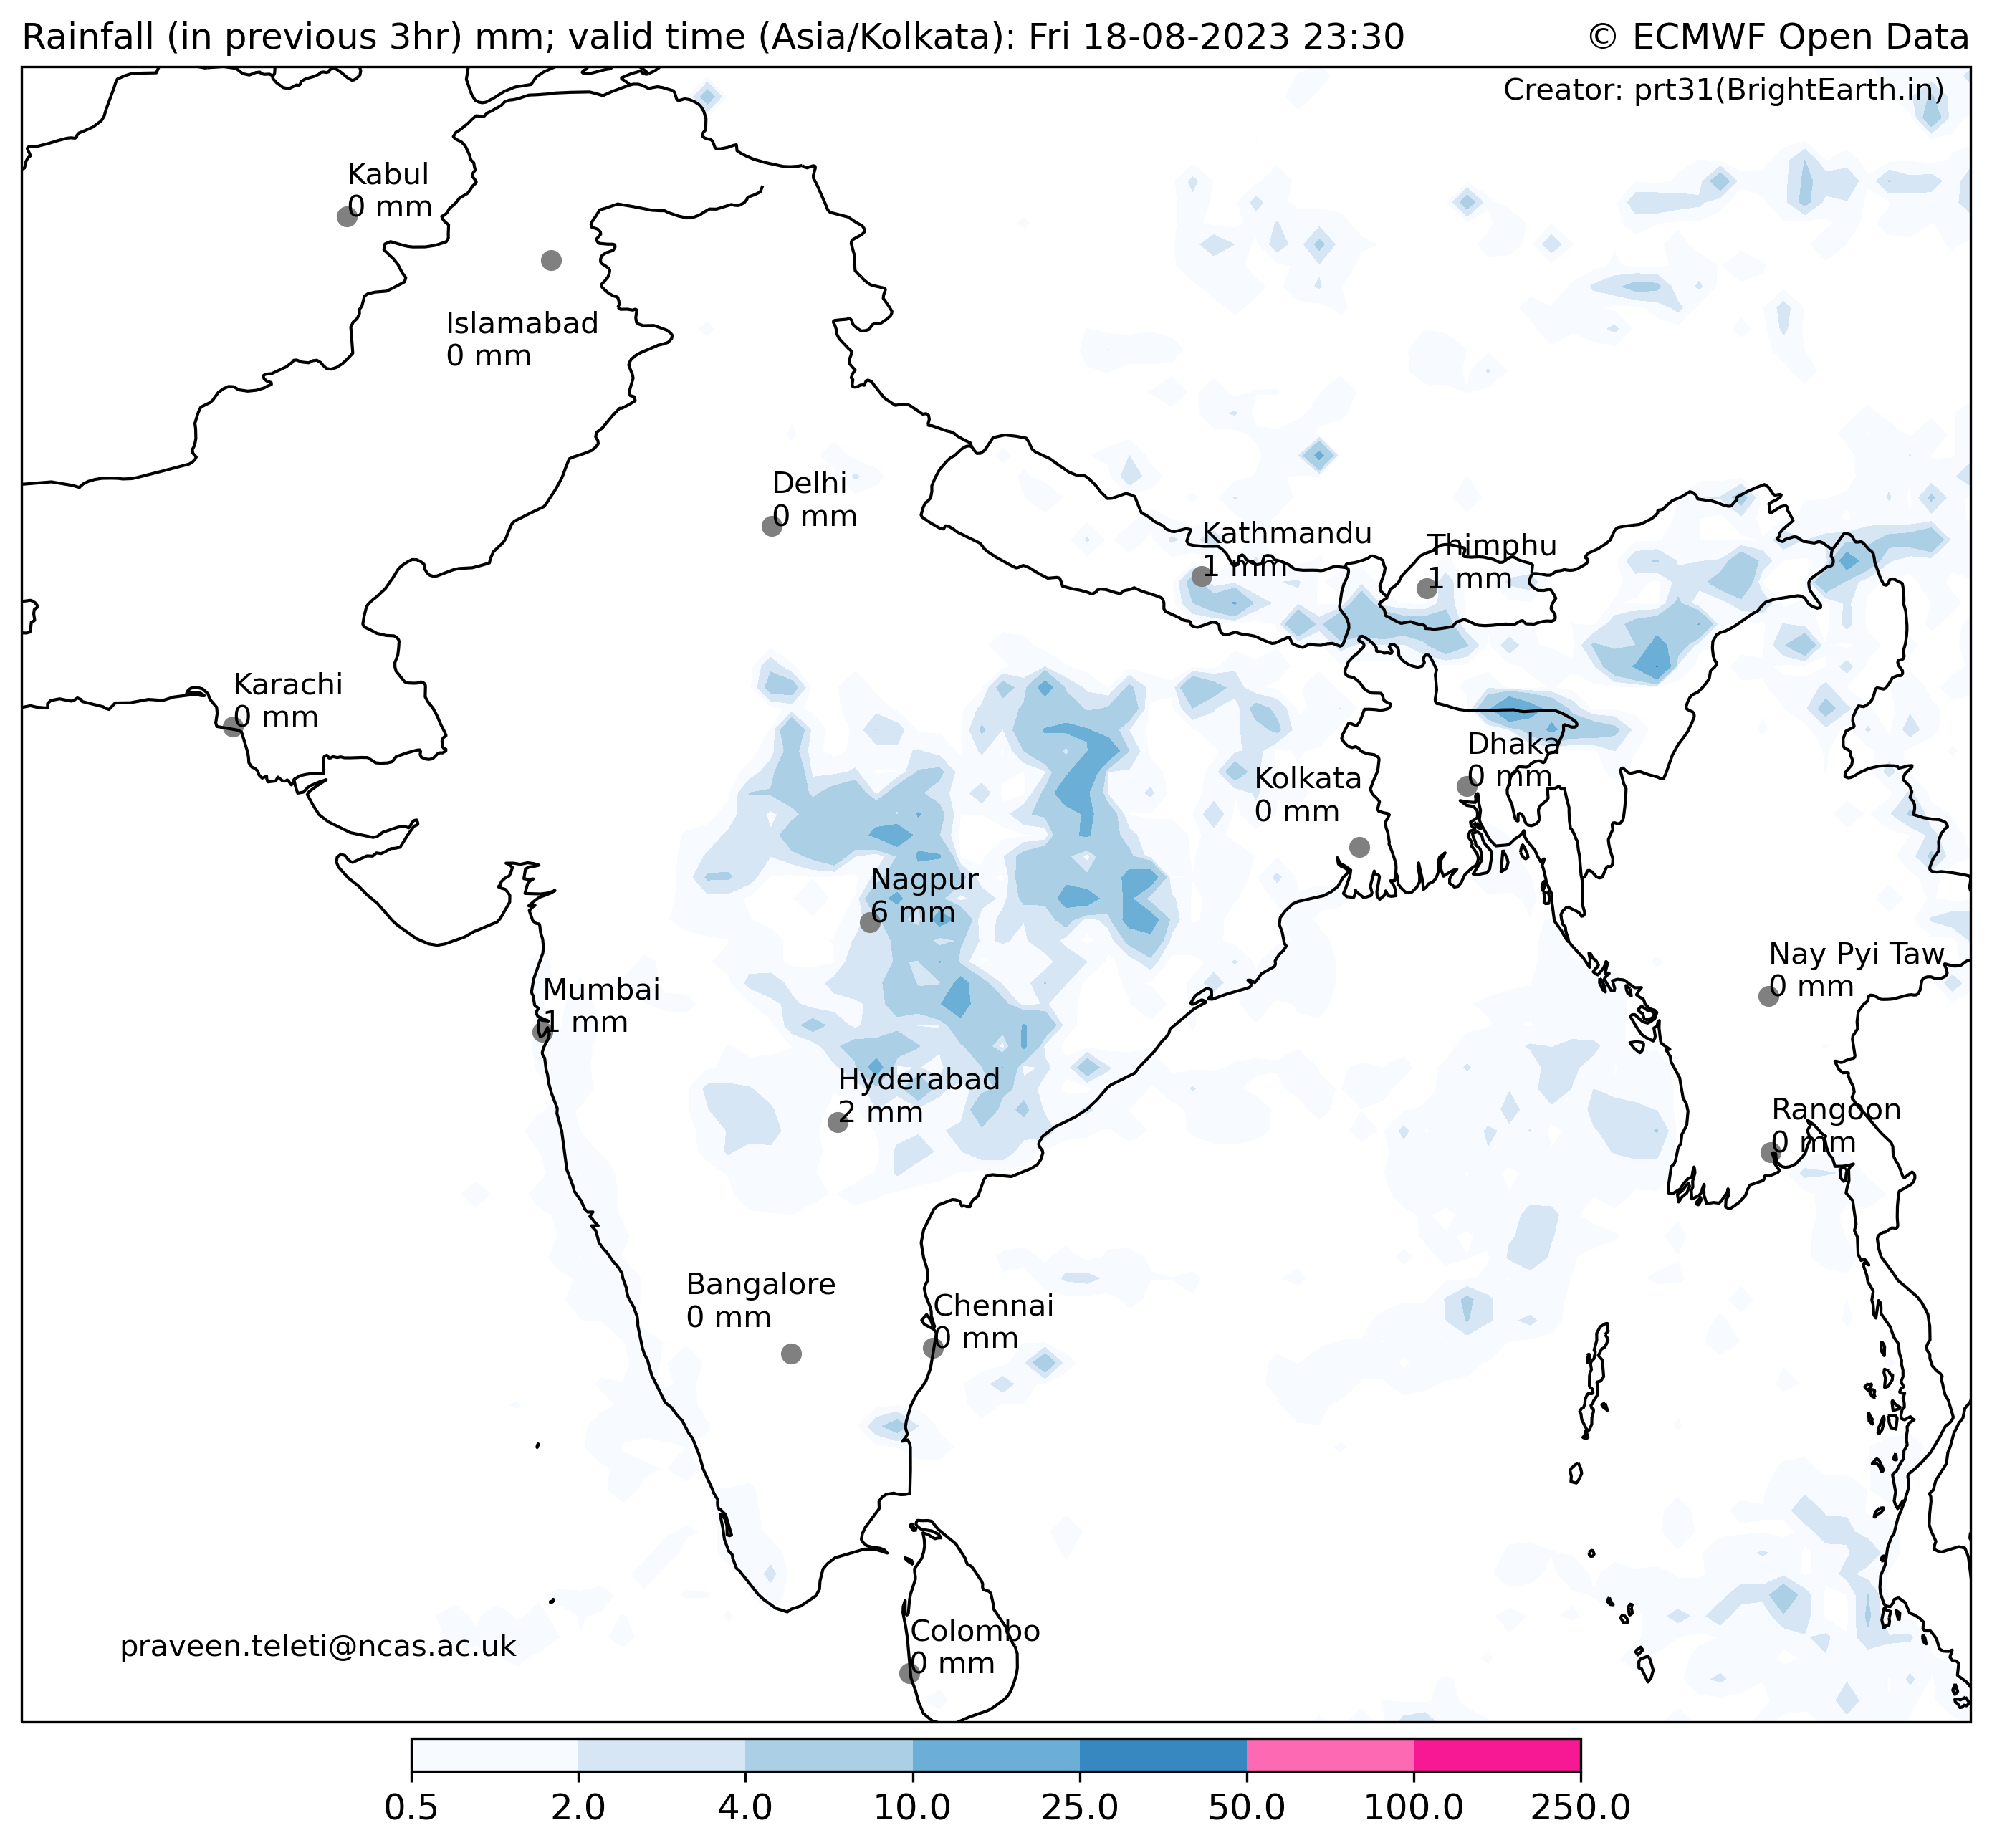 Rainfall (in previous 3hr) mm; valid time (Asia/Kolkata): Fri 18-08-2023 23:30
© ECMWF Open Data
Creator: prt31(BrightEarth.in)
Kabul
0 mm
Islamabad
0 mm
Delhi
0 mm
Kathmandu
1 mm
Thimphu
1 mm
Karachi
0 mm
Dhaka
0 mm
Kolkata
0 mm
Nagpur
6 mm
Nay Pyi Taw
0 mm
Mumbai
1 mm
Hyderabad
2 mm
Rangoon
0 mm
Bangalore
0 mm
Chennai
0 mm
Colombo
0 mm
praveen.teleti@ncas.ac.uk
0.5 2.0 4.0 10.0 25.0 50.0 100.0 250.0